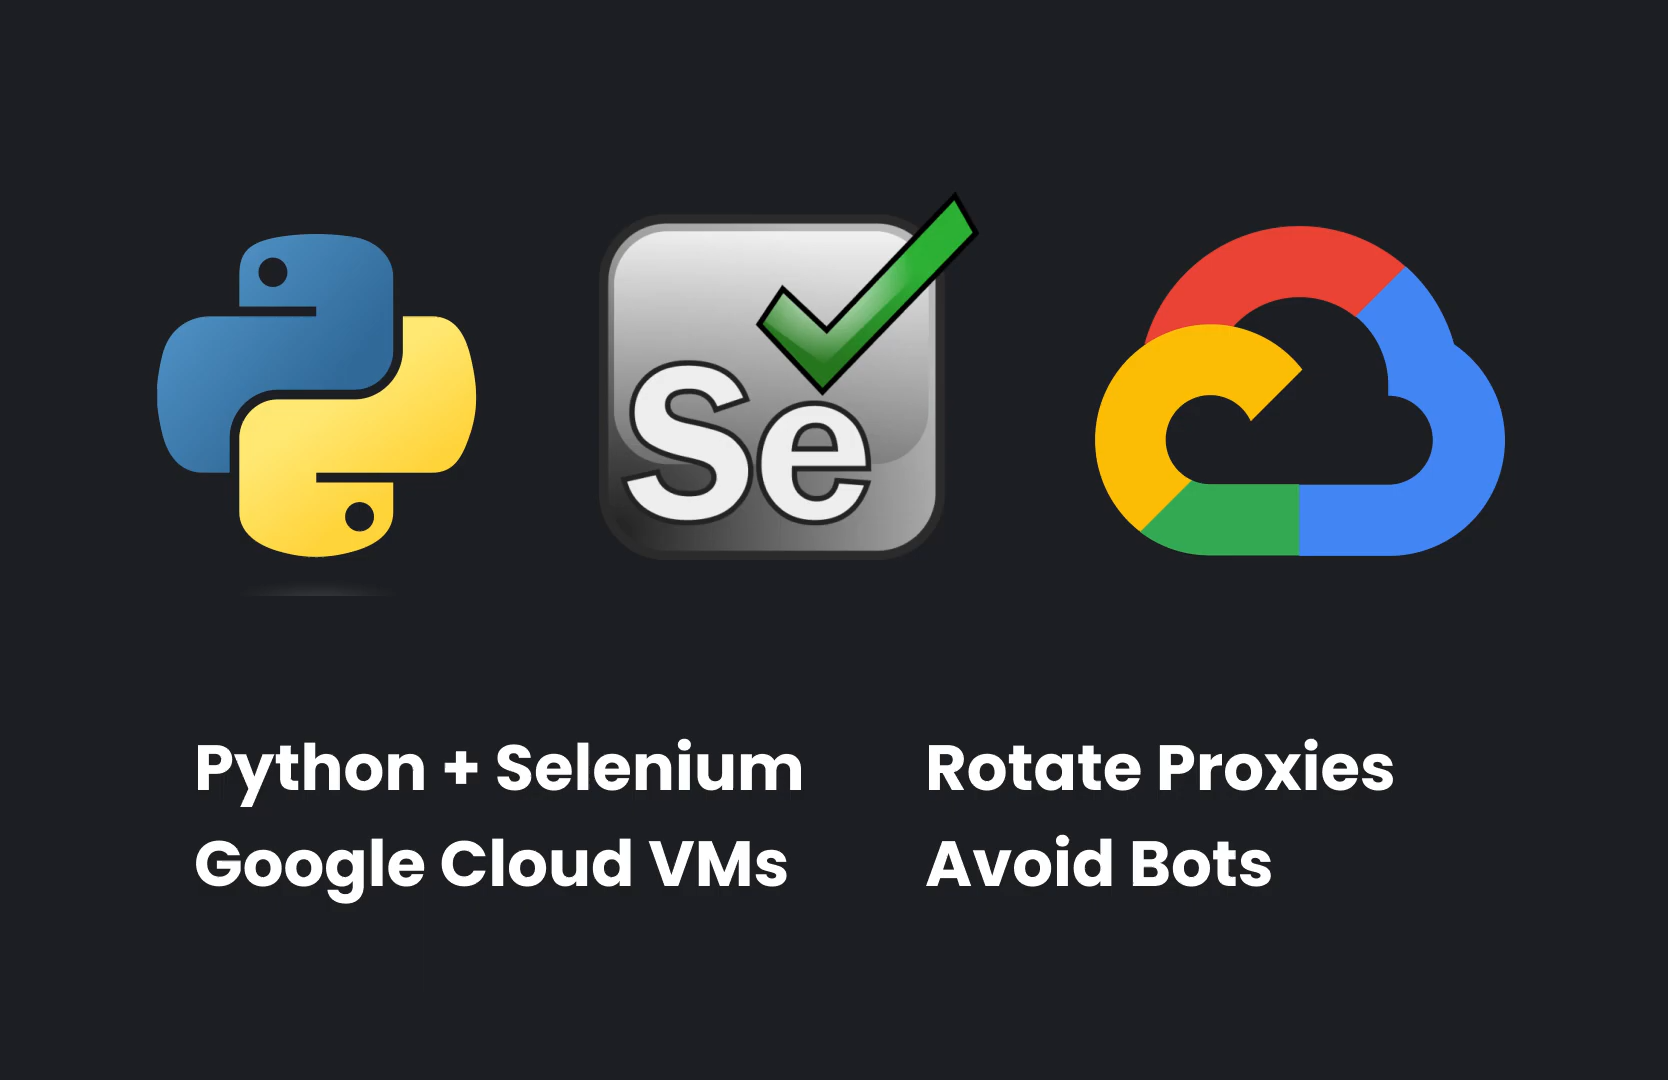 Se
Python + Selenium
Google Cloud VMs
Rotate Proxies
Avoid Bots